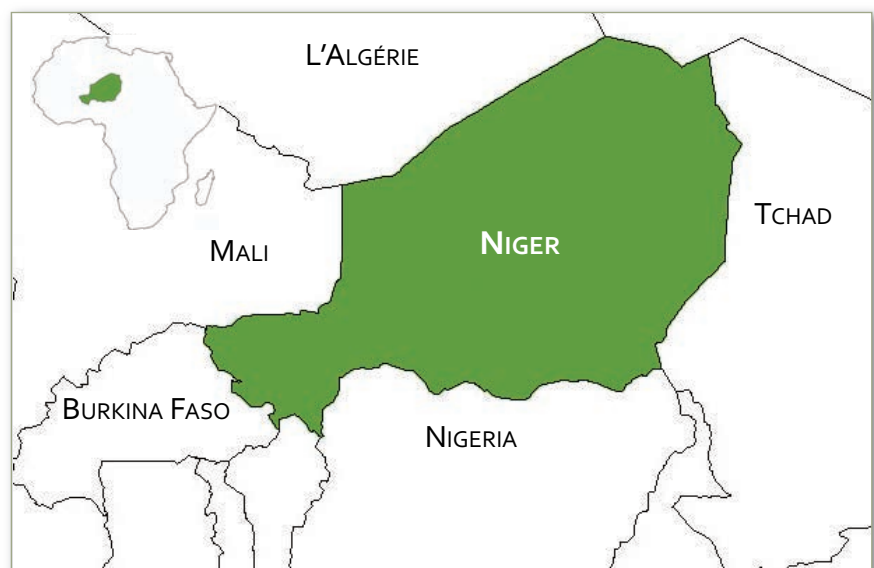 L'ALGÉRIE
TCHAD
NIGER
MALI
BURKINA FASO
NIGERIA